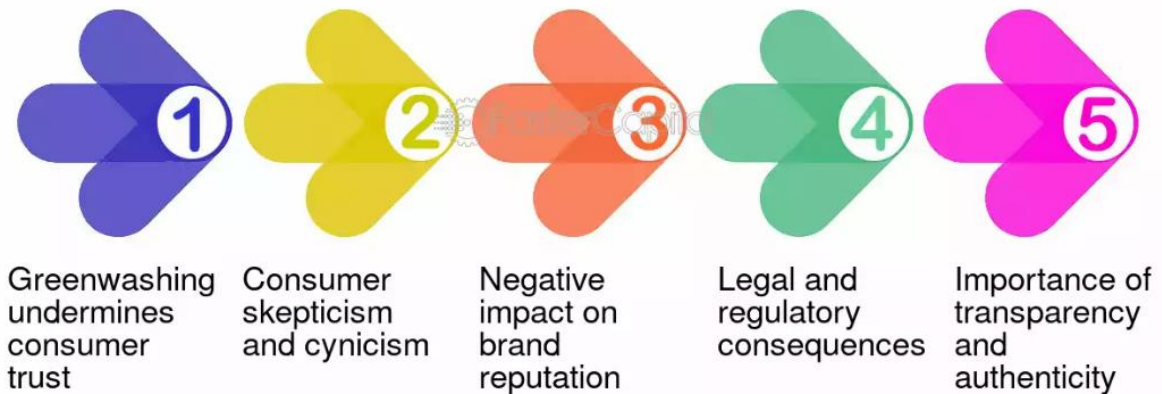 1
2
3
4
5
FasterCapital
Greenwashing
undermines
consumer
trust
Consumer
skepticism
and cynicism
Negative
impact on
brand
reputation
Legal and
regulatory
consequences
Importance of
transparency
and
authenticity